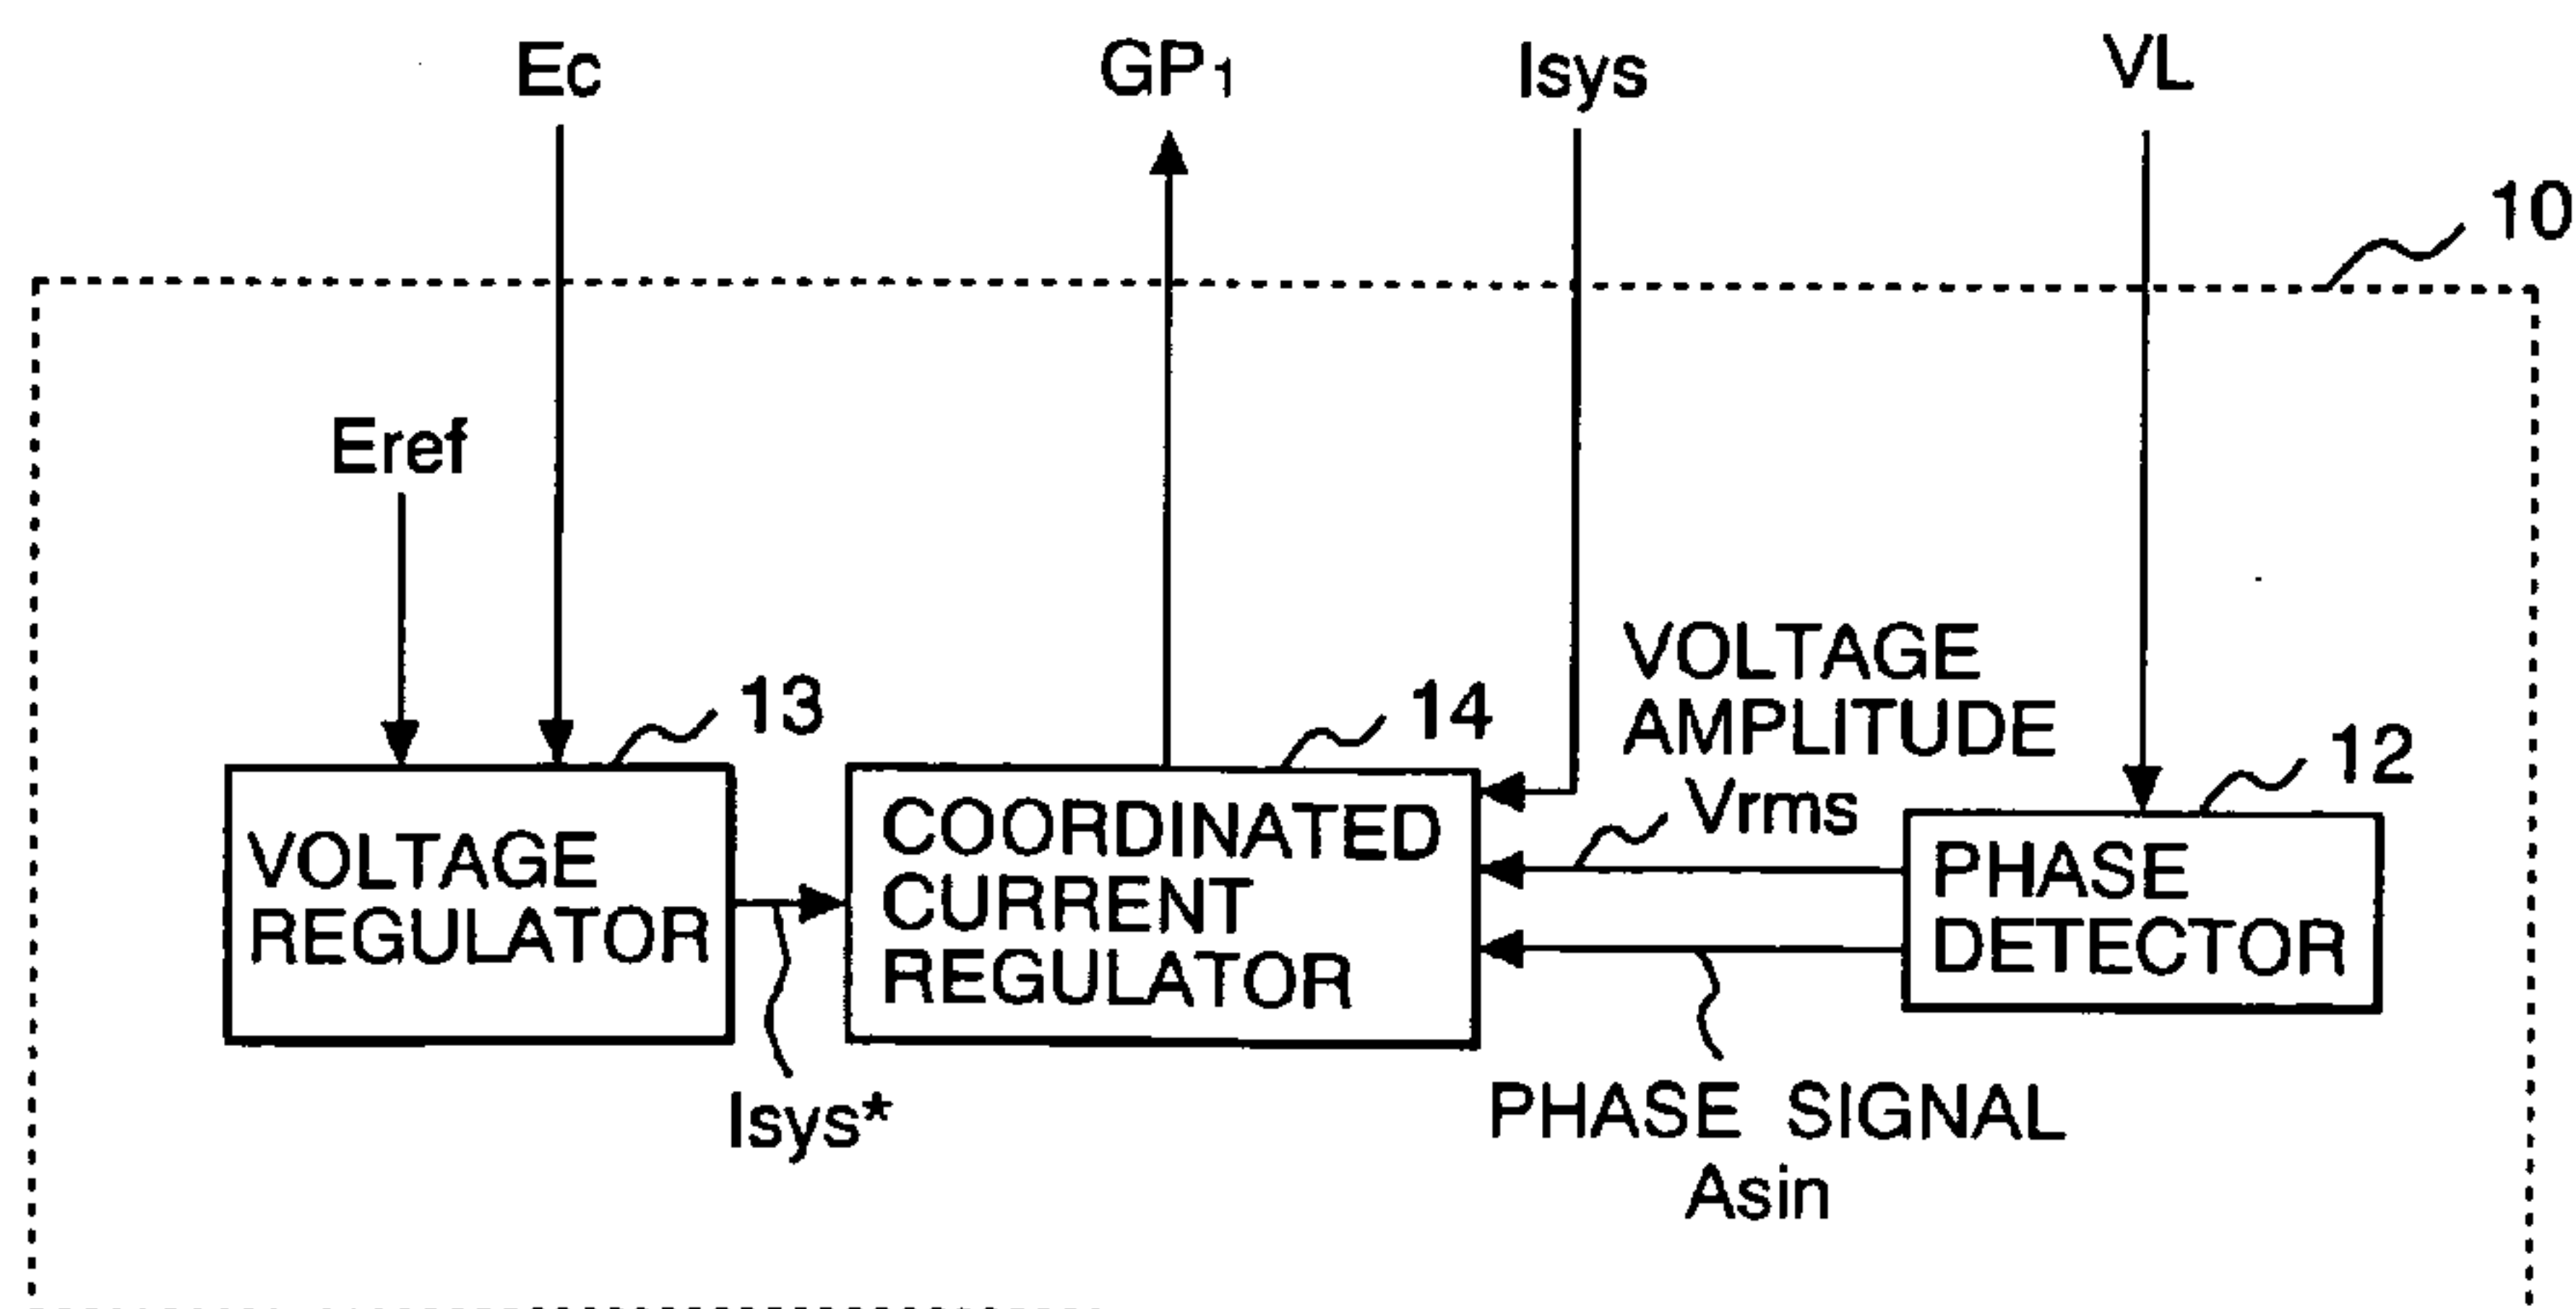 Ec
GP1
Isys
VL
10
Eref
13
14
VOLTAGE
AMPLITUDE
Vrms
12
VOLTAGE
REGULATOR
COORDINATED
CURRENT
REGULATOR
PHASE
DETECTOR
Isys*
PHASE SIGNAL
Asin